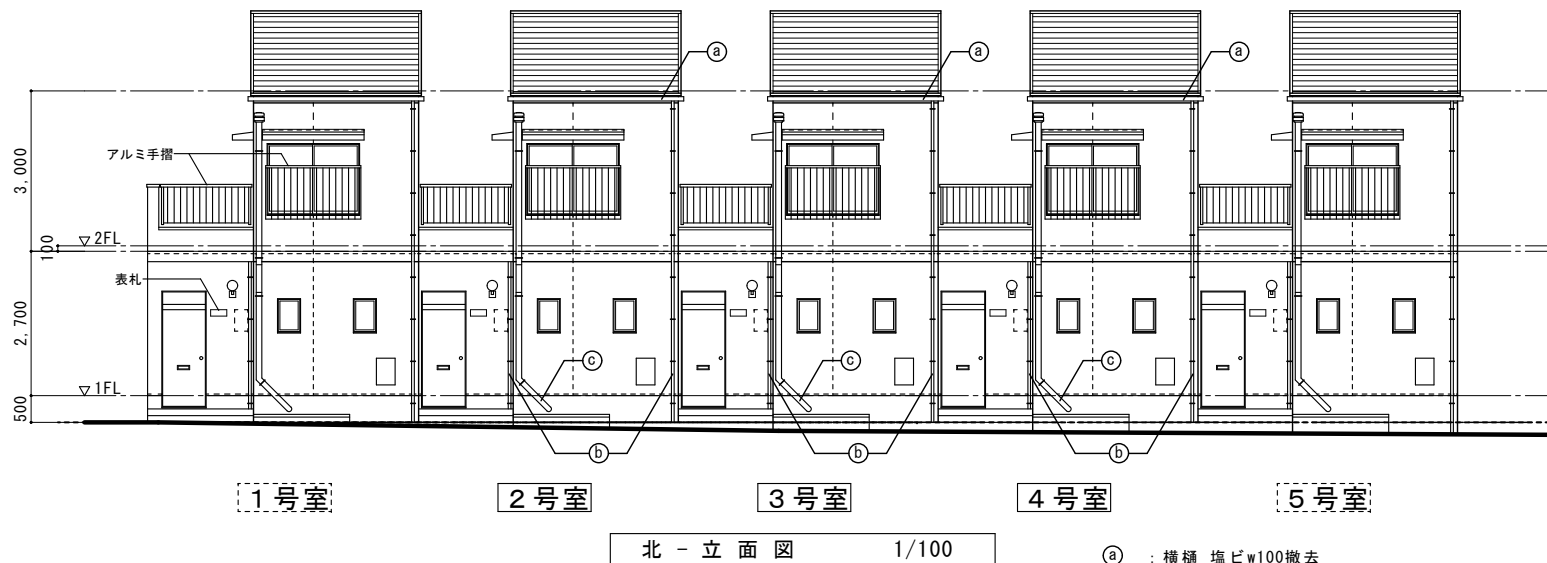 ⓐ ⓐ ⓐ
アルミ手摺
3,000
2FL
100
表札
2,700
ⓒ ⓒ ⓒ
1FL
500
ⓑ ⓑ ⓑ
1号室 2号室 3号室 4号室 5号室
北 - 立 面 図 1/100
ⓐ : 横樋 塩ビw100撤去